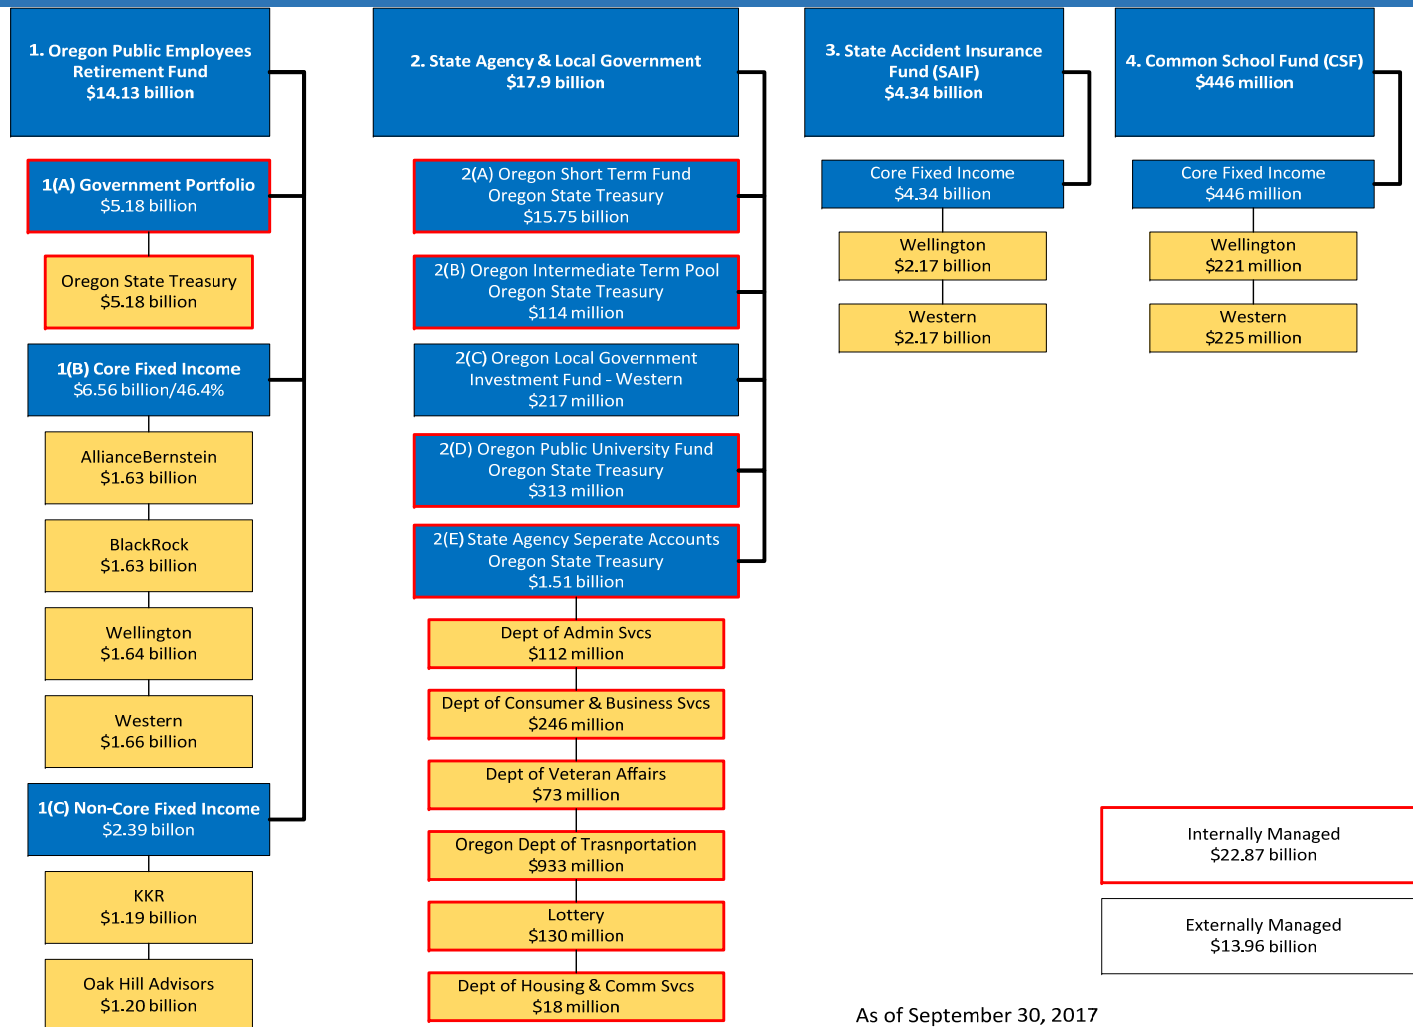 1. Oregon Public Employees
Retirement Fund
$14.13 billion
1(A) Government Portfolio
$5.18 billion
Oregon State Treasury
$5.18 billion
1(B) Core Fixed Income
$6.56 billion/46.4%
AllianceBernstein
$1.63 billion
BlackRock
$1.63 billion
Wellington
$1.64 billion
Western
$1.66 billion
1(C) Non-Core Fixed Income
$2.39 billon
KKR
$1.19 billion
Oak Hill Advisors
$1.20 billion
2. State Agency & Local Government
$17.9 billion
2(A) Oregon Short Term Fund
Oregon State Treasury
$15.75 billion
2(B) Oregon Intermediate Term Pool
Oregon State Treasury
$114 million
2(C) Oregon Local Government
Investment Fund - Western
$217 million
2(D) Oregon Public University Fund
Oregon State Treasury
$313 million
2(E) State Agency Seperate Accounts
Oregon State Treasury
$1.51 billion
Dept of Admin Svcs
$112 million
Dept of Consumer & Business Svcs
$246 million
Dept of Veteran Affairs
$73 million
Oregon Dept of Trasnportation
$933 million
Lottery
$130 million
Dept of Housing & Comm Svcs
$18 million
3. State Accident Insurance
Fund (SAIF)
$4.34 billion
Core Fixed Income
$4.34 billion
Wellington
$2.17 billion
Western
$2.17 billion
4. Common School Fund (CSF)
$446 million
Core Fixed Income
$446 million
Wellington
$221 million
Western
$225 million
Internally Managed
$22.87 billion
Externally Managed
$13.96 billion
As of September 30, 2017